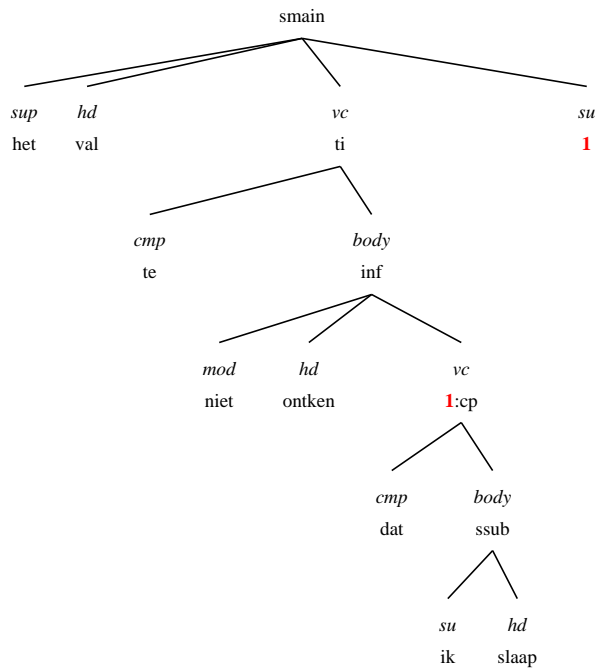 smain
sup hd vc su
het val ti 1
cmp body
te inf
mod hd vc
niet ontken 1:cp
cmp body
dat ssub
su hd
ik slaap